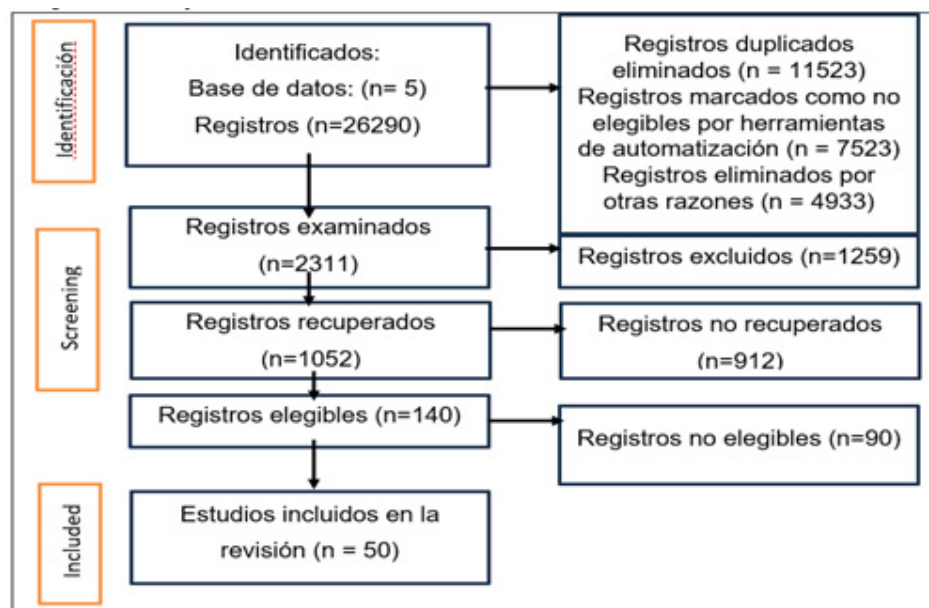 Identificación
Identificados:
Base de datos: (n= 5)
Registros (n=26290)
Registros duplicados
eliminados (n = 11523)
Registros marcados como no
elegibles por herramientas
de automatización (n = 7523)
Registros eliminados por
otras razones (n = 4933)
Screening
Registros examinados
(n=2311)
Registros excluidos (n=1259)
Registros recuperados
(n=1052)
Registros no recuperados
(n=912)
Registros elegibles (n=140)
Registros no elegibles (n=90)
Included
Estudios incluidos en la
revisión (n = 50)